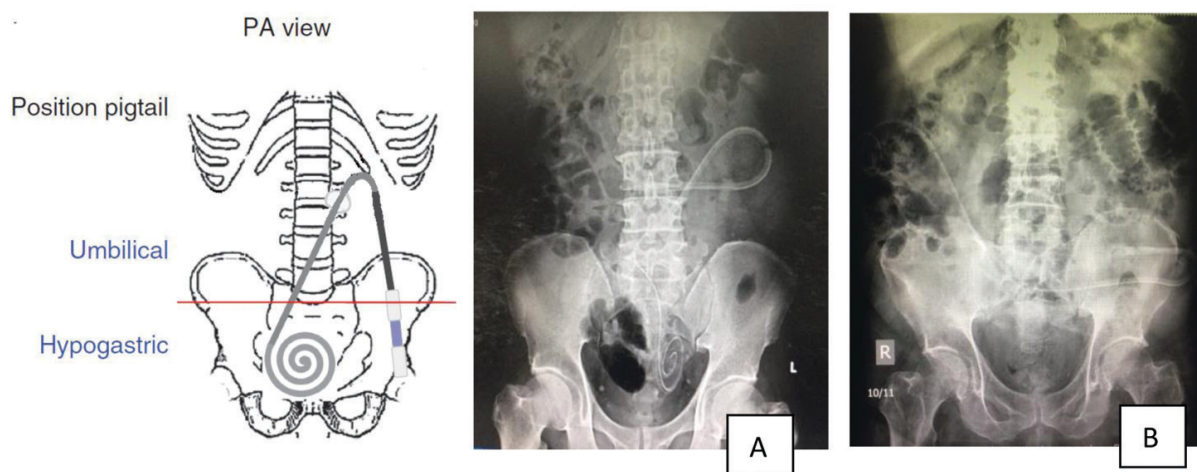 PA view
Position pigtail
Umbilical
Hypogastric
L
A
R
10/11
B